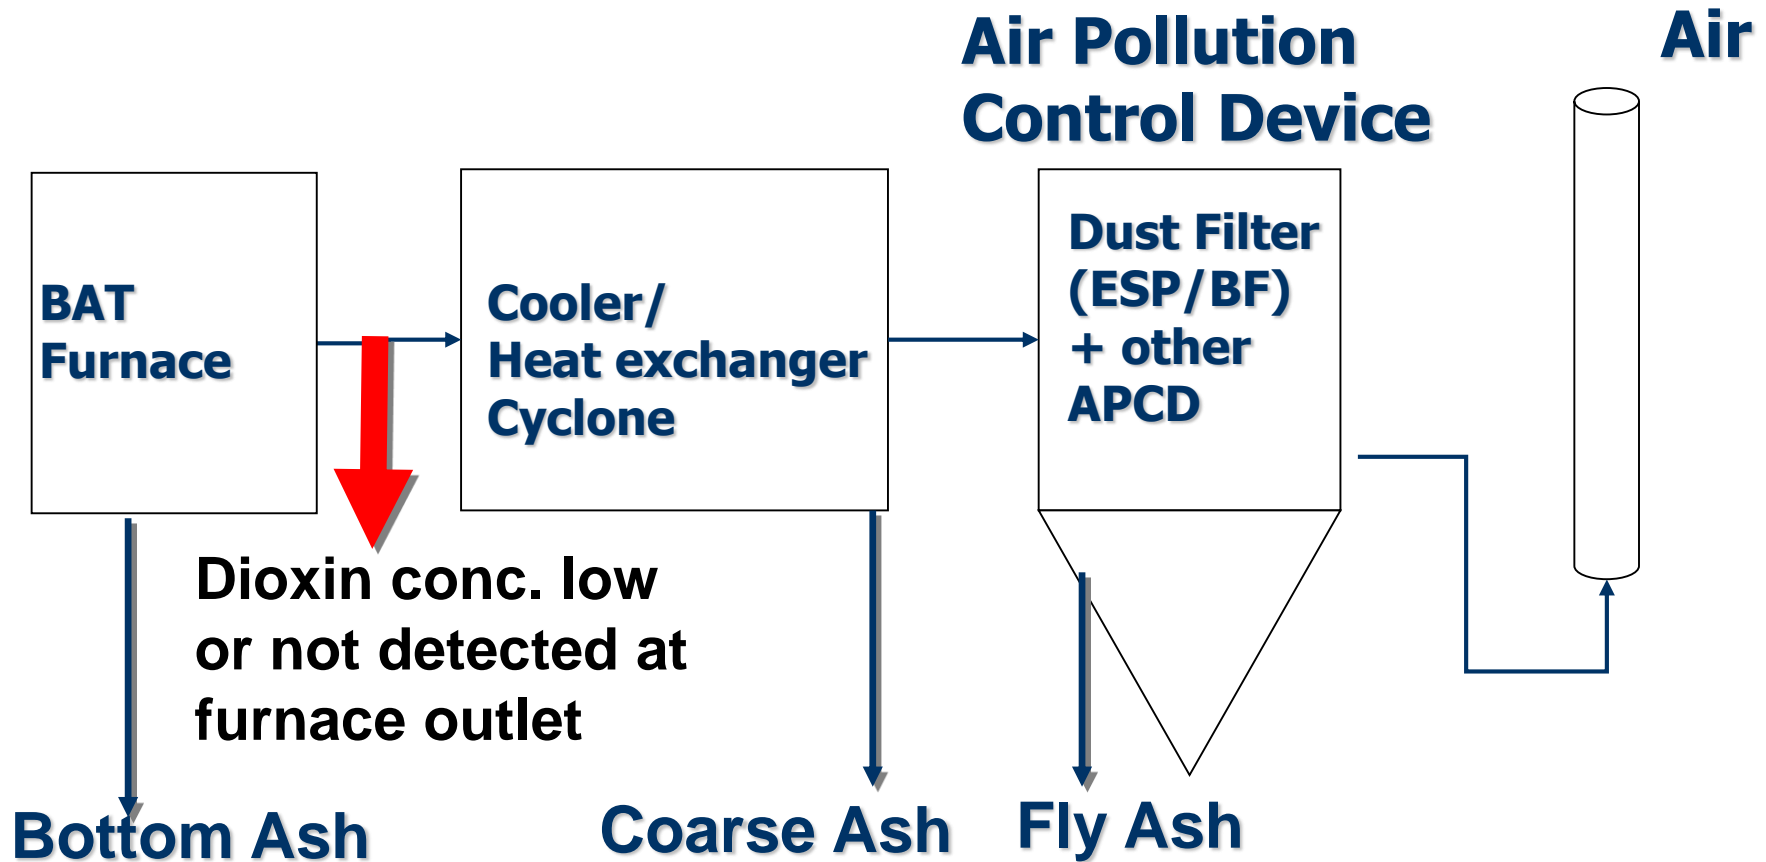 Air Pollution
Control Device
Air
BAT
Furnace
Cooler/
Heat exchanger
Cyclone
Dust Filter
(ESP/BF)
+ other
APCD
Dioxin conc. low
or not detected at
furnace outlet
Bottom Ash
Coarse Ash
Fly Ash